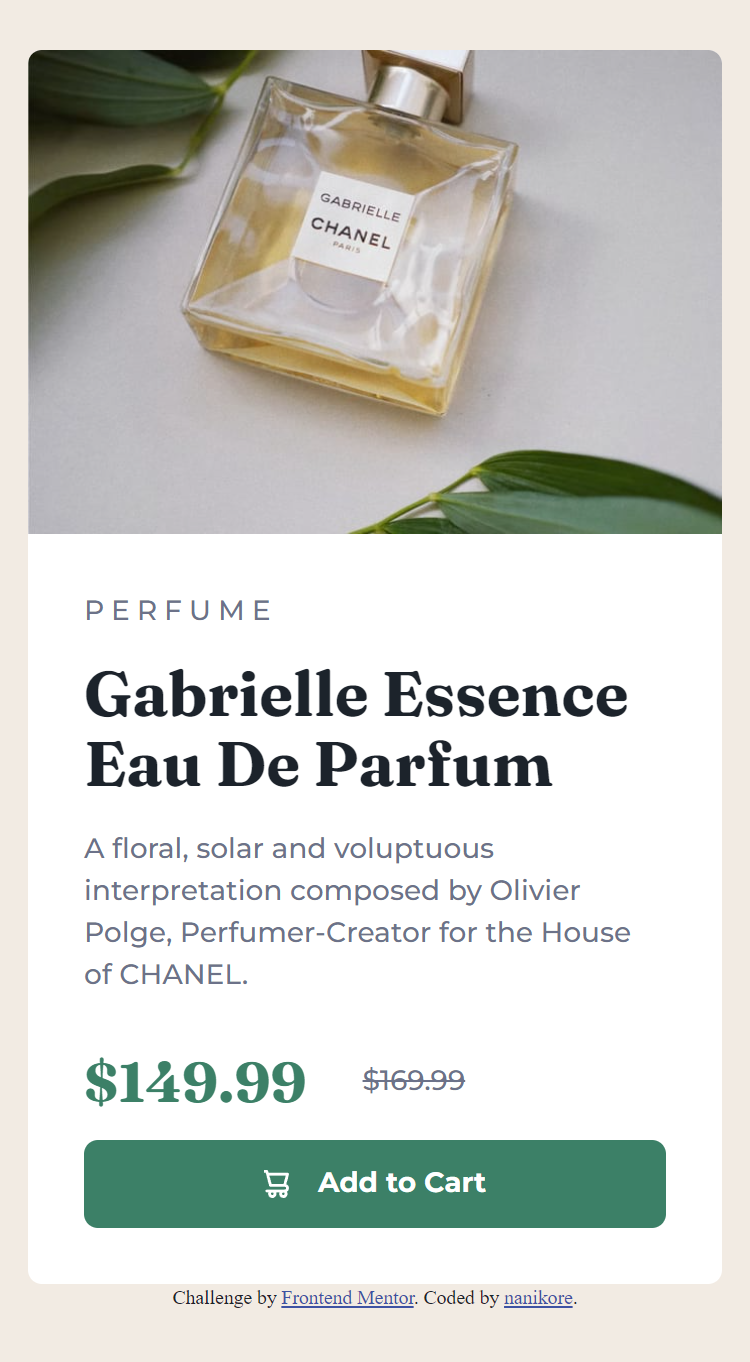 GABRIELLE
CHANEL
PARIS
PERFUME
Gabrielle Essence
Eau De Parfum
A floral, solar and voluptuous
interpretation composed by Olivier
Polge, Perfumer-Creator for the House
of CHANEL.
$149.99 $169.99
Add to Cart
Challenge by Frontend Mentor. Coded by nanikore.